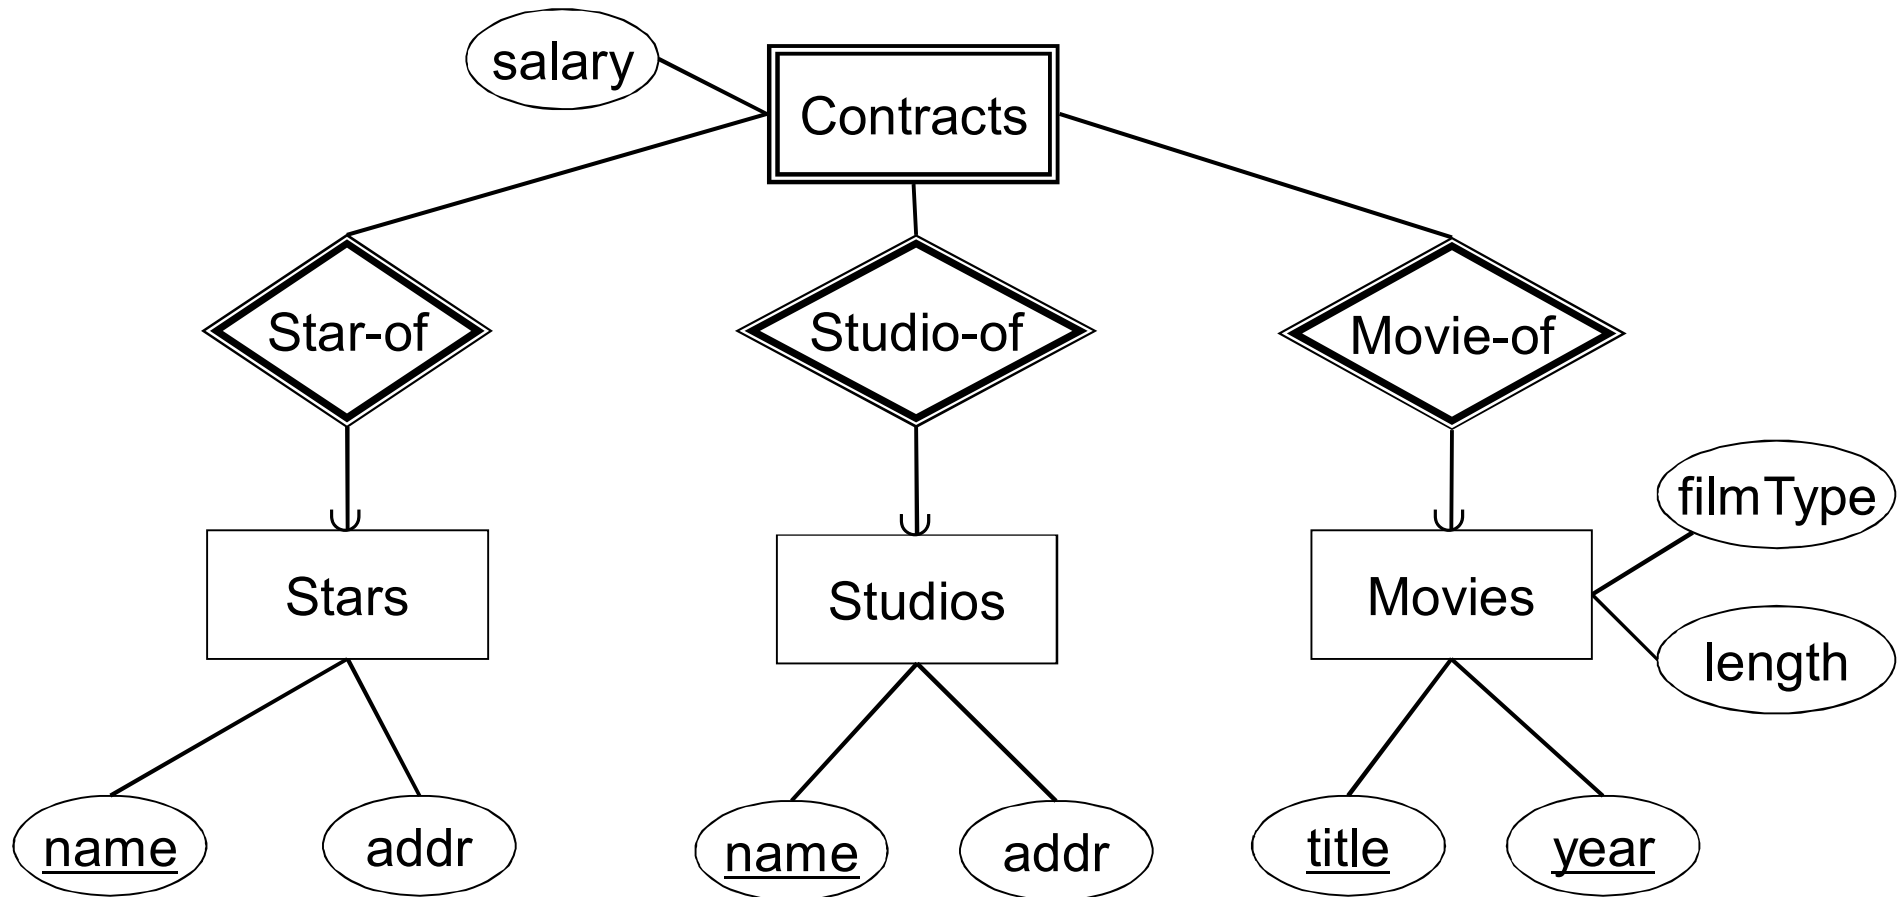 salary
Contracts
Star-of
Studio-of
Movie-of
filmType
Stars
Studios
Movies
length
name
addr
name
addr
title
year